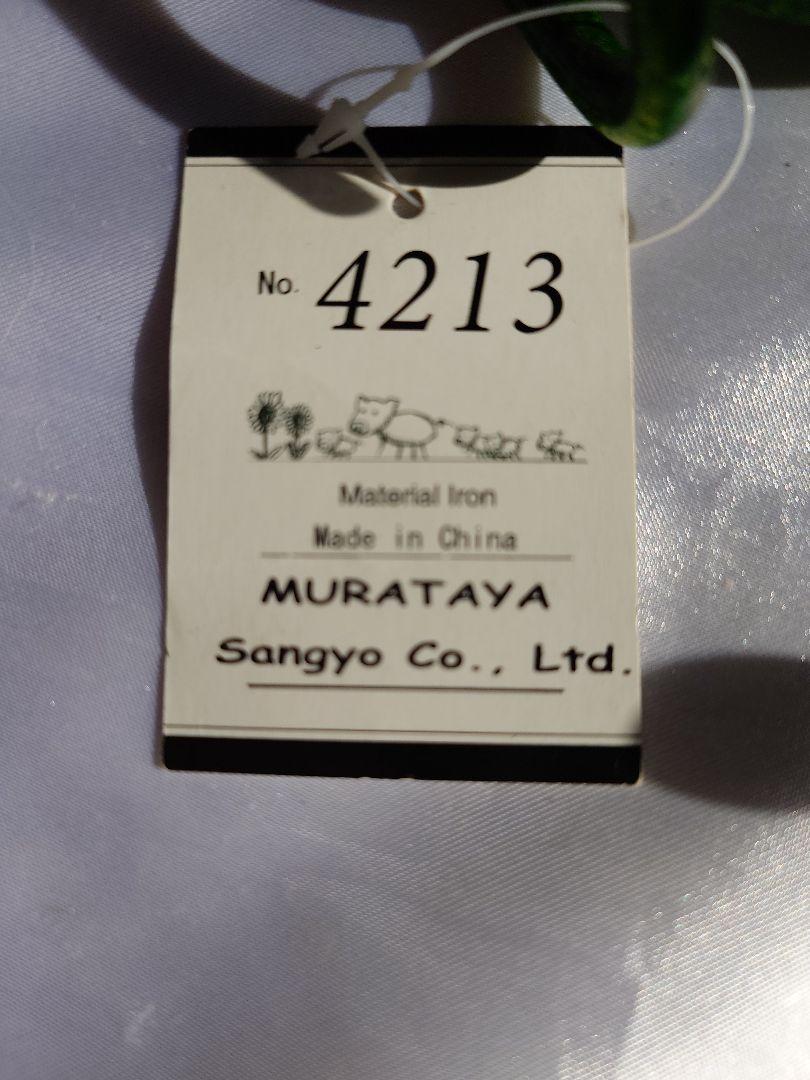 No. 4213
Material Iron
Made in China
MURATAYA
Sangyo Co., Ltd.